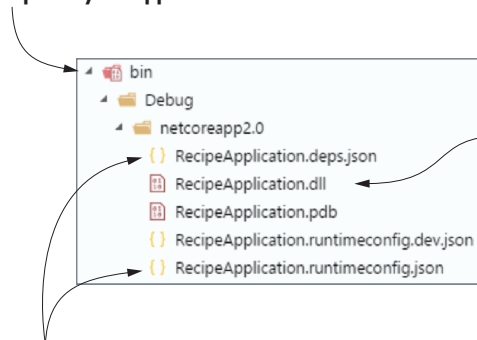 bin
Debug
netcoreapp2.0
RecipeApplication.deps.json
RecipeApplication.dll
RecipeApplication.pdb
RecipeApplication.runtimeconfig.dev.json
RecipeApplication.runtimeconfig.json